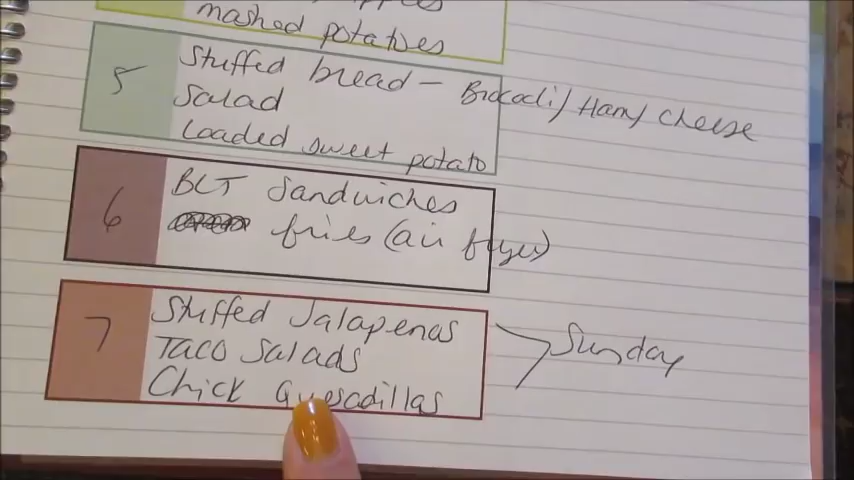 mashed potatoes
5
Stuffed bread - Brocoli/Ham/cheese
Salad
Loaded sweet potato
6
BLT Sandwiches
fries (air fryer)
7
Stuffed Jalapenos
Taco Salads
Chick Quesadillas
Sunday